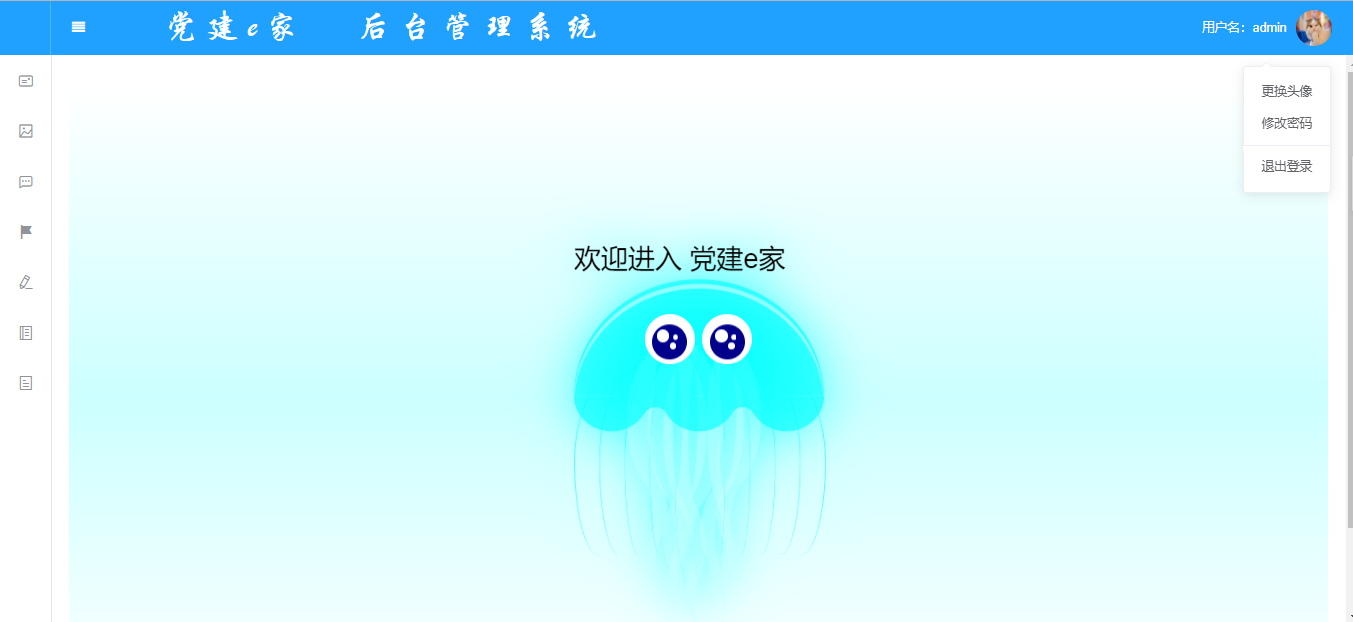 党建e家 后台管理系统
用户名：admin
更换头像
修改密码
退出登录
欢迎进入 党建e家